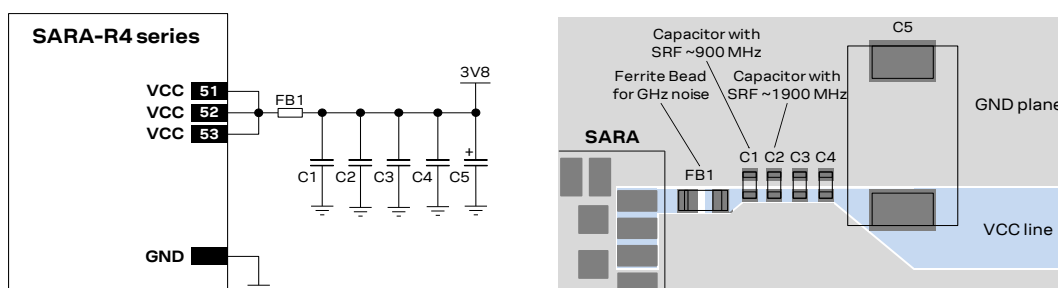 SARA-R4 series
VCC 51
VCC 52
VCC 53
GND
FB1
3V8
+
C1
C2
C3
C4
C5
Capacitor with
SRF ~900 MHz
Ferrite Bead
for GHz noise
Capacitor with
SRF ~1900 MHz
C5
GND plane
SARA
FB1
C1 C2 C3 C4
VCC line